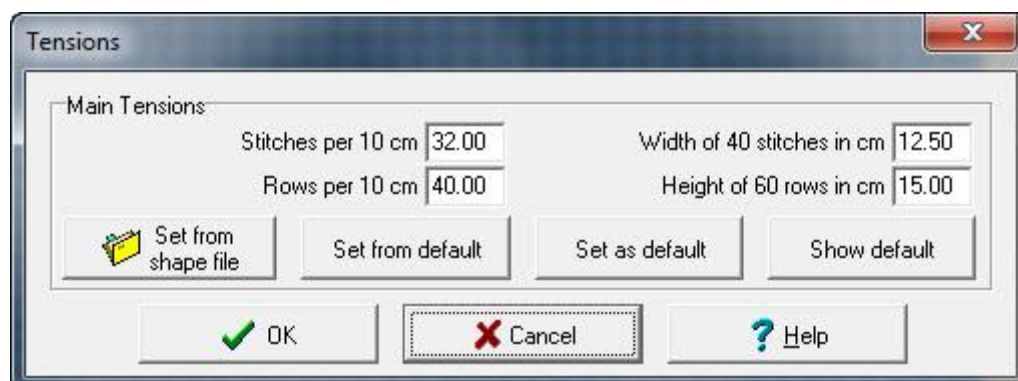 Tensions
Main Tensions
Stitches per 10 cm 32.00 Width of 40 stitches in cm 12.50
Rows per 10 cm 40.00 Height of 60 rows in cm 15.00
Set from
shape file
Set from default
Set as default
Show default
OK
Cancel
? Help